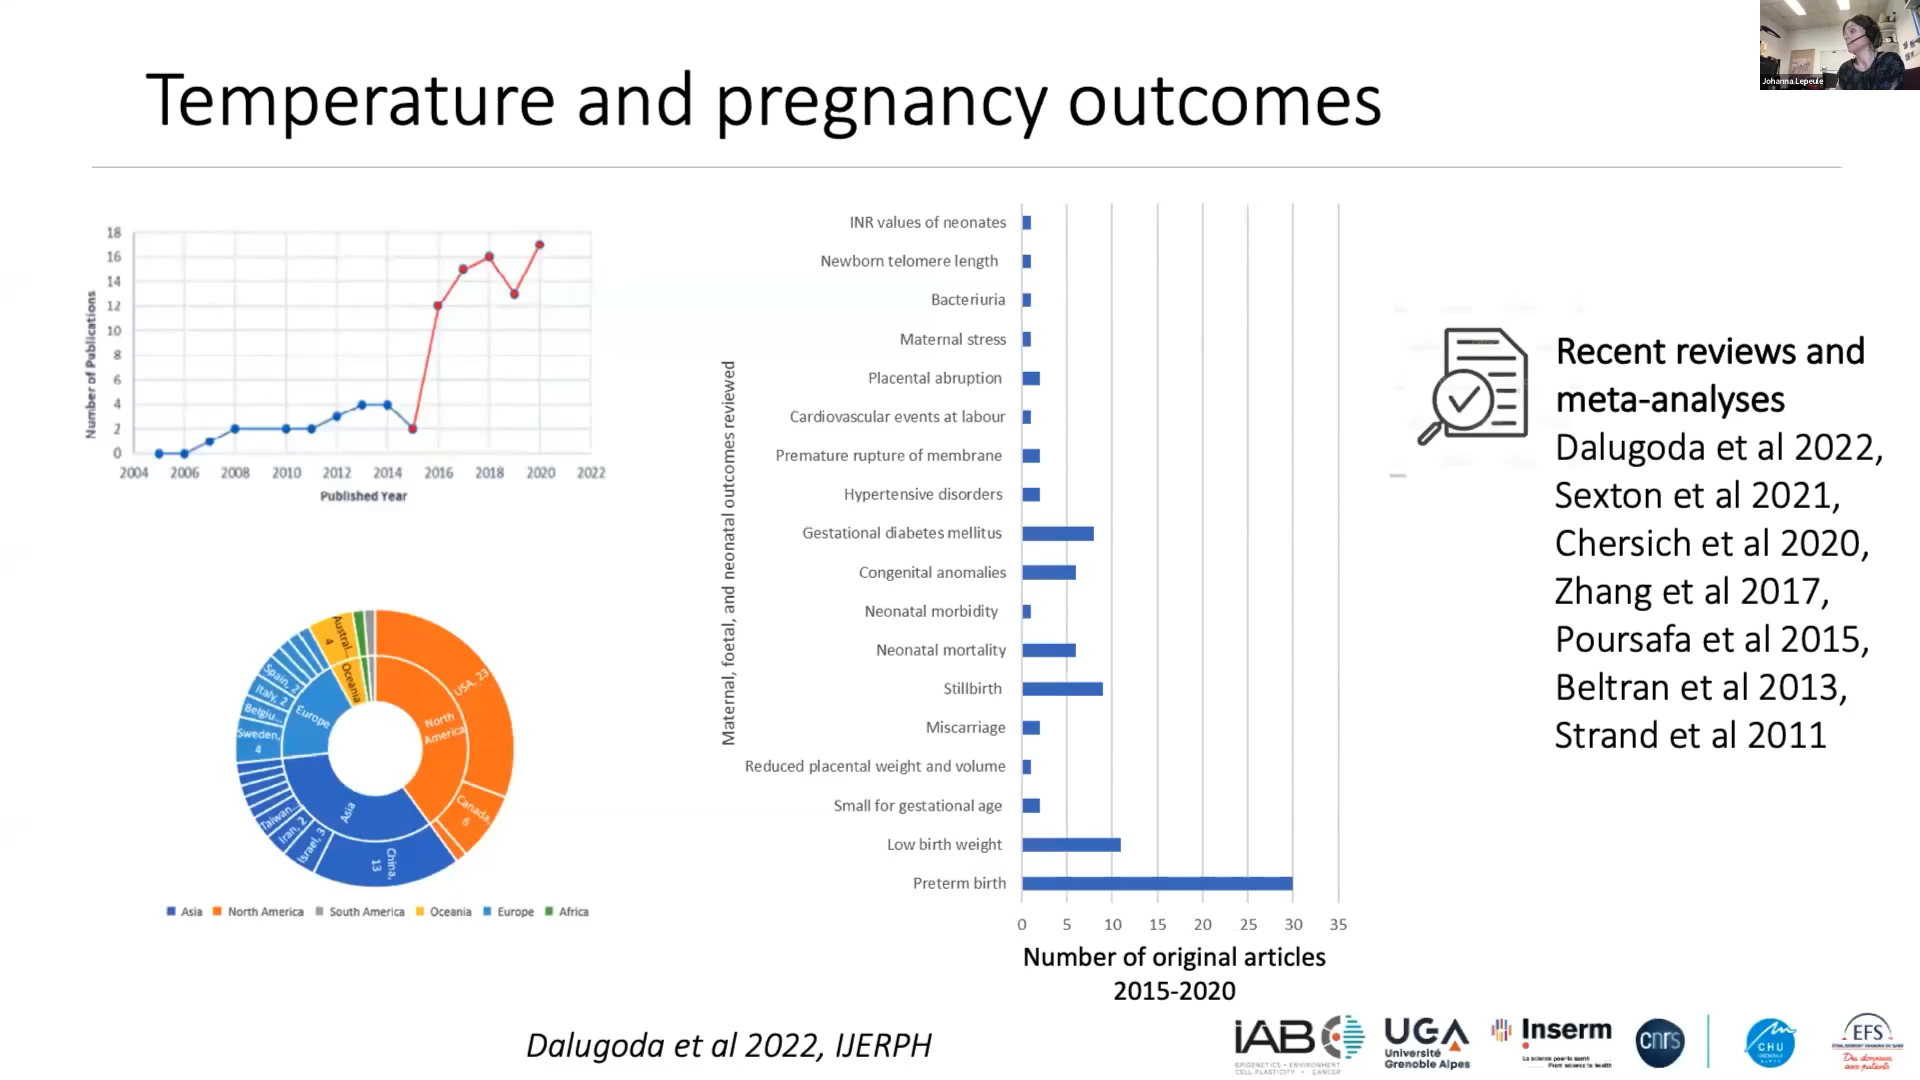 Johanna Lepeule
Temperature and pregnancy outcomes
18
16
14
12
10
8
6
4
2
0
Number of Publications
2004 2006 2008 2010 2012 2014 2016 2018 2020 2022
Published Year
USA, 23
Canada, 6
North America
China, 13
Israel, 3
Iran, 2
Taiwan...
Asia
Sweden, 4
Belgiu...
Italy, 2
Spain, 2
Europe
Austral... 4
Oceania
Asia North America South America Oceania Europe Africa
Maternal, foetal, and neonatal outcomes reviewed
INR values of neonates
Newborn telomere length
Bacteriuria
Maternal stress
Placental abruption
Cardiovascular events at labour
Premature rupture of membrane
Hypertensive disorders
Gestational diabetes mellitus
Congenital anomalies
Neonatal morbidity
Neonatal mortality
Stillbirth
Miscarriage
Reduced placental weight and volume
Small for gestational age
Low birth weight
Preterm birth
0 5 10 15 20 25 30 35
Number of original articles
2015-2020
Recent reviews and
meta-analyses
Dalugoda et al 2022,
Sexton et al 2021,
Chersich et al 2020,
Zhang et al 2017,
Poursafa et al 2015,
Beltran et al 2013,
Strand et al 2011
Dalugoda et al 2022, IJERPH
iAB
EPIGENETICS • ENVIRONMENT
CELL PLASTICITY • CANCER
UGA
Université
Grenoble Alpes
Inserm
La science pour la santé
From science to health
cnrs
CHU
GRENOBLE
ALPES
EFS
ÉTABLISSEMENT FRANÇAIS DU SANG